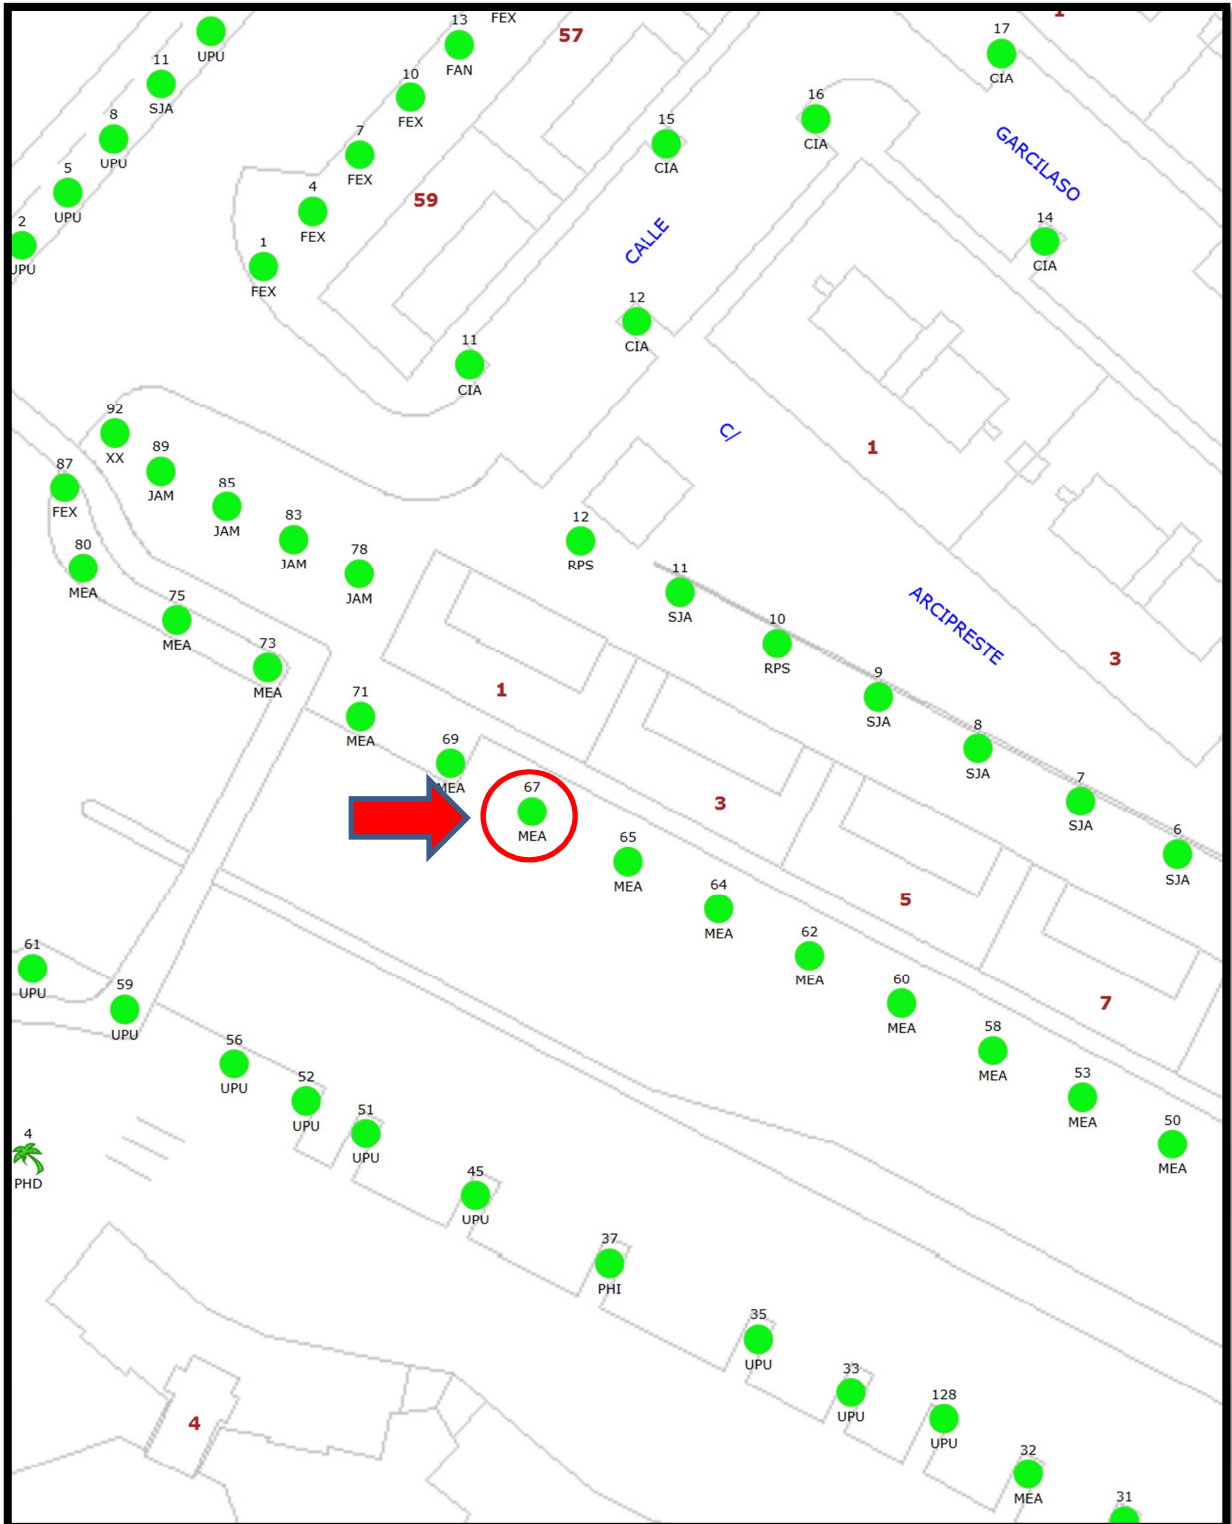 FEX
13
FAN
57
1
17
CIA
UPU
11
SJA
10
FEX
8
UPU
16
CIA
15
CIA
7
FEX
GARCILASO
5
UPU
4
FEX
59
2
UPU
1
FEX
CALLE
14
CIA
12
CIA
11
CIA
92
XX
C/
1
89
JAM
87
FEX
85
JAM
83
JAM
12
RPS
80
MEA
78
JAM
11
SJA
75
MEA
10
RPS
ARCIPRESTE
73
MEA
3
9
SJA
1
71
MEA
8
SJA
69
MEA
67
MEA
3
7
SJA
65
MEA
6
SJA
64
MEA
5
62
MEA
61
UPU
59
UPU
60
MEA
7
56
UPU
58
MEA
52
UPU
53
MEA
51
UPU
50
MEA
4
PHD
45
UPU
37
PHI
35
UPU
33
UPU
128
UPU
4
32
MEA
31